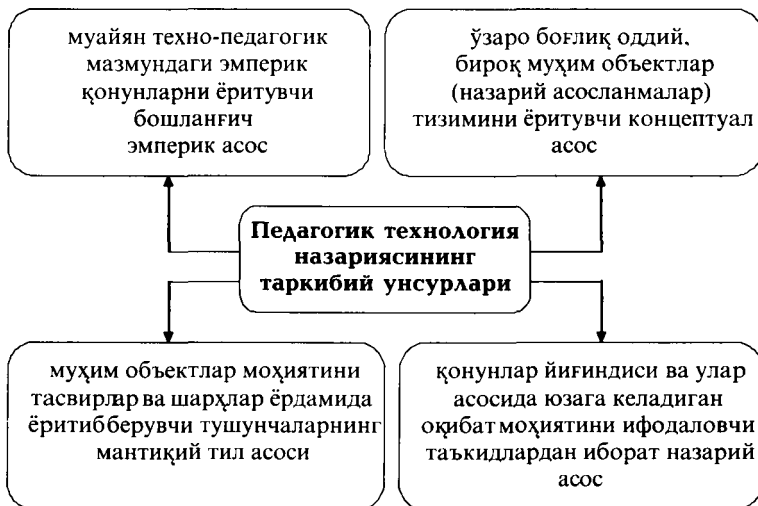 муайян техно-педагогик
мазмундаги эмперик
қонунларни ёритувчи
бошланғич
эмперик асос
ўзаро боғлиқ оддий,
бироқ муҳим объектлар
(назарий асосланмалар)
тизимини ёритувчи концептуал
асос
Педагогик технология
назариясининг
таркибий унсурлари
муҳим объектлар моҳиятини
тасвирлар ва шарҳлар ёрдамида
ёритиб берувчи тушунчаларнинг
мантиқий тил асоси
қонунлар йиғиндиси ва улар
асосида юзага келадиган
оқибат моҳиятини ифодаловчи
таъкидлардан иборат назарий
асос